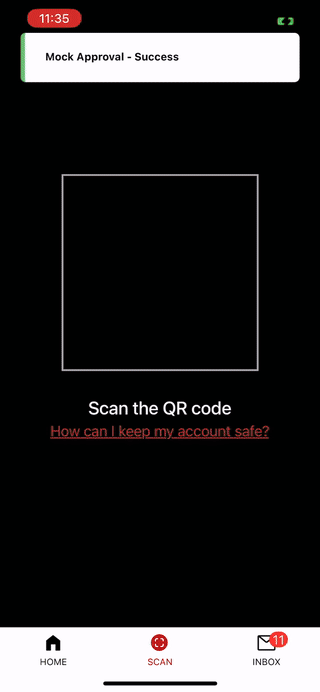 11:35
Mock Approval - Success
Scan the QR code
How can I keep my account safe?
11
HOME
SCAN
INBOX